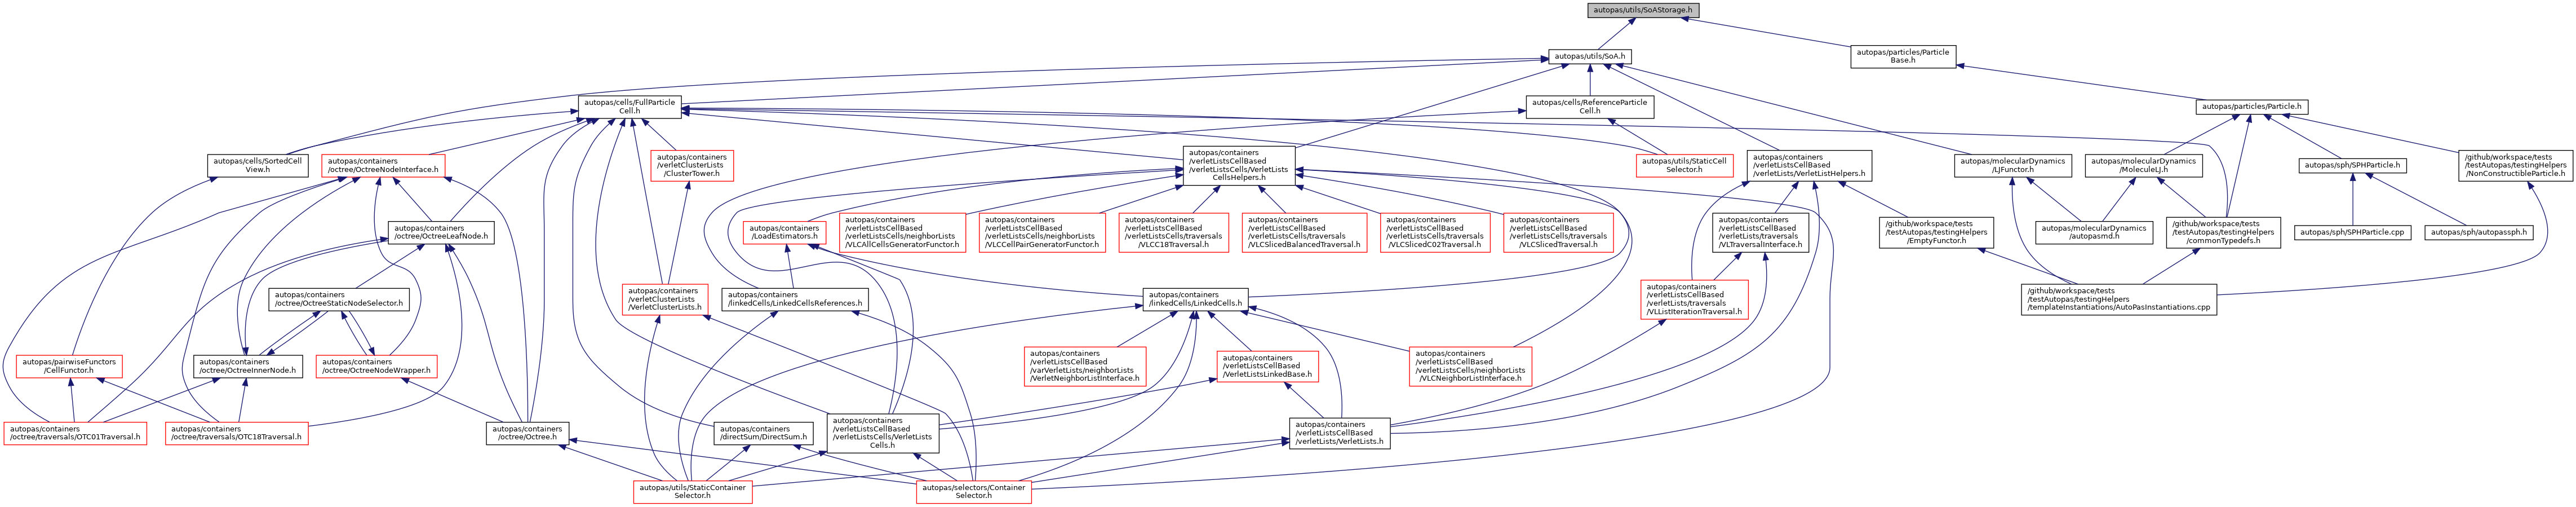 autopas/utils/SoAStorage.h
autopas/utils/SoA.h
autopas/particles/Particle
Base.h
autopas/cells/FullParticle
Cell.h
autopas/cells/ReferenceParticle
Cell.h
autopas/particles/Particle.h
autopas/cells/SortedCell
View.h
autopas/containers
/octree/OctreeNodeInterface.h
autopas/containers
/verletClusterLists
/ClusterTower.h
autopas/containers
/verletListsCellBased
/verletListsCells/VerletLists
CellsHelpers.h
autopas/utils/StaticCell
Selector.h
autopas/containers
/verletListsCellBased
/verletLists/VerletListHelpers.h
autopas/molecularDynamics
/LJFunctor.h
autopas/molecularDynamics
/MoleculeLJ.h
autopas/sph/SPHParticle.h
/github/workspace/tests
/testAutopas/testingHelpers
/NonConstructibleParticle.h
autopas/containers
/octree/OctreeLeafNode.h
autopas/containers
/LoadEstimators.h
autopas/containers
/verletListsCellBased
/verletListsCells/neighborLists
/VLCAllCellsGeneratorFunctor.h
autopas/containers
/verletListsCellBased
/verletListsCells/neighborLists
/VLCCellPairGeneratorFunctor.h
autopas/containers
/verletListsCellBased
/verletListsCells/traversals
/VLCC18Traversal.h
autopas/containers
/verletListsCellBased
/verletListsCells/traversals
/VLCSlicedBalancedTraversal.h
autopas/containers
/verletListsCellBased
/verletListsCells/traversals
/VLCSlicedC02Traversal.h
autopas/containers
/verletListsCellBased
/verletListsCells/traversals
/VLCSlicedTraversal.h
autopas/containers
/verletListsCellBased
/verletLists/traversals
/VLTraversalInterface.h
/github/workspace/tests
/testAutopas/testingHelpers
/EmptyFunctor.h
autopas/molecularDynamics
/autopasmd.h
/github/workspace/tests
/testAutopas/testingHelpers
/commonTypedefs.h
autopas/sph/SPHParticle.cpp
autopas/sph/autopassph.h
autopas/containers
/octree/OctreeStaticNodeSelector.h
autopas/containers
/verletClusterLists
/VerletClusterLists.h
autopas/containers
/linkedCells/LinkedCellsReferences.h
autopas/containers
/linkedCells/LinkedCells.h
autopas/containers
/verletListsCellBased
/verletLists/traversals
/VLListIterationTraversal.h
/github/workspace/tests
/testAutopas/testingHelpers
/templateInstantiations/AutoPasInstantiations.cpp
autopas/pairwiseFunctors
/CellFunctor.h
autopas/containers
/octree/OctreeInnerNode.h
autopas/containers
/octree/OctreeNodeWrapper.h
autopas/containers
/verletListsCellBased
/varVerletLists/neighborLists
/VerletNeighborListInterface.h
autopas/containers
/verletListsCellBased
/VerletListsLinkedBase.h
autopas/containers
/verletListsCellBased
/verletListsCells/neighborLists
/VLCNeighborListInterface.h
autopas/containers
/octree/traversals/OTC01Traversal.h
autopas/containers
/octree/traversals/OTC18Traversal.h
autopas/containers
/octree/Octree.h
autopas/containers
/directSum/DirectSum.h
autopas/containers
/verletListsCellBased
/verletListsCells/VerletLists
Cells.h
autopas/containers
/verletListsCellBased
/verletLists/VerletLists.h
autopas/utils/StaticContainer
Selector.h
autopas/selectors/Container
Selector.h